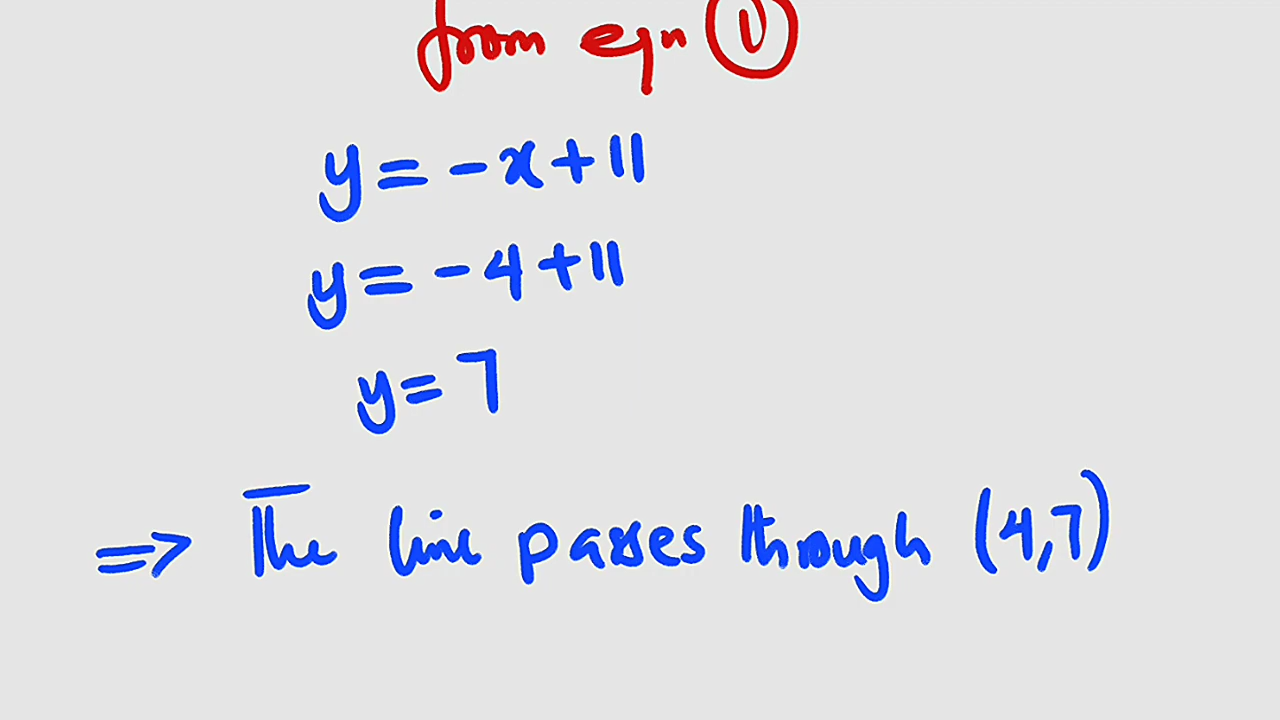 from eqn ①
y = -x + 11
y = -4 + 11
y = 7
=> The line passes through (4,7)